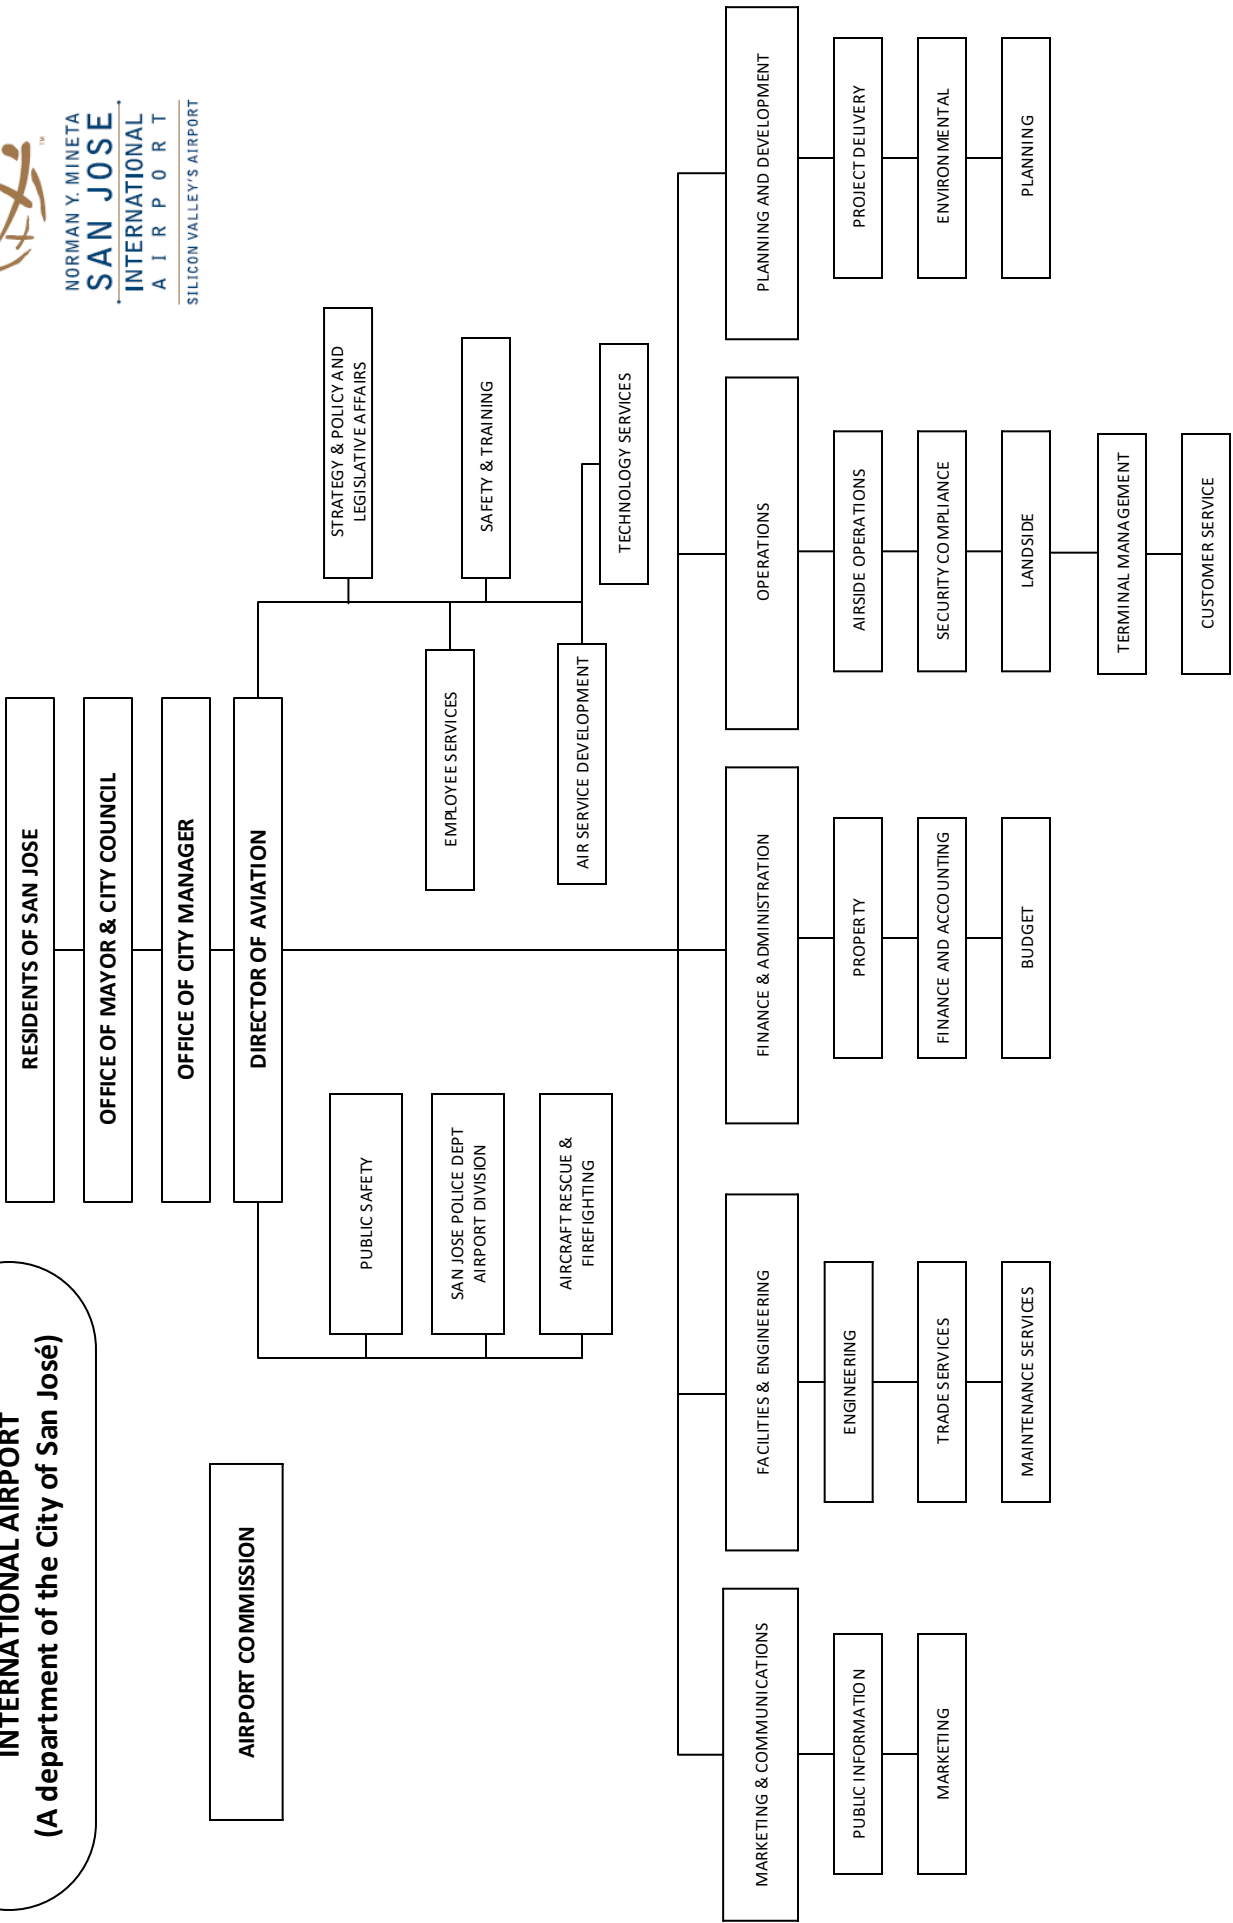 INTERNATIONAL AIRPORT
(A department of the City of San José)
NORMAN Y. MINETA
SAN JOSE
INTERNATIONAL
AIRPORT
SILICON VALLEY'S AIRPORT
TM
RESIDENTS OF SAN JOSE
OFFICE OF MAYOR & CITY COUNCIL
OFFICE OF CITY MANAGER
AIRPORT COMMISSION
DIRECTOR OF AVIATION
PUBLIC SAFETY
SAN JOSE POLICE DEPT
AIRPORT DIVISION
AIRCRAFT RESCUE &
FIREFIGHTING
STRATEGY & POLICY AND
LEGISLATIVE AFFAIRS
EMPLOYEE SERVICES
SAFETY & TRAINING
AIR SERVICE DEVELOPMENT
TECHNOLOGY SERVICES
MARKETING & COMMUNICATIONS
PUBLIC INFORMATION
MARKETING
FACILITIES & ENGINEERING
ENGINEERING
TRADE SERVICES
MAINTENANCE SERVICES
FINANCE & ADMINISTRATION
PROPERTY
FINANCE AND ACCOUNTING
BUDGET
OPERATIONS
AIRSIDE OPERATIONS
SECURITY COMPLIANCE
LANDSIDE
TERMINAL MANAGEMENT
CUSTOMER SERVICE
PLANNING AND DEVELOPMENT
PROJECT DELIVERY
ENVIRONMENTAL
PLANNING